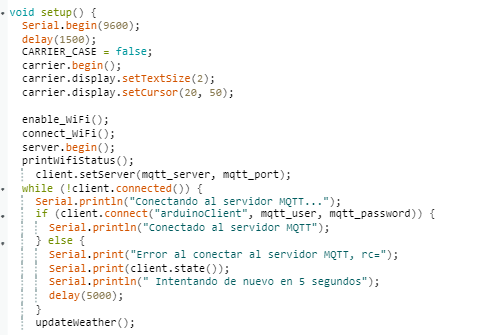 void setup() {
Serial.begin(9600);
delay(1500);
CARRIER_CASE = false;
carrier.begin();
carrier.display.setTextSize(2);
carrier.display.setCursor(20, 50);
enable_WiFi();
connect_WiFi();
server.begin();
printWifiStatus();
client.setServer(mqtt_server, mqtt_port);
while (!client.connected()) {
Serial.println("Conectando al servidor MQTT...");
if (client.connect("arduinoClient", mqtt_user, mqtt_password)) {
Serial.println("Conectado al servidor MQTT");
} else {
Serial.print("Error al conectar al servidor MQTT, rc=");
Serial.print(client.state());
Serial.println(" Intentando de nuevo en 5 segundos");
delay(5000);
}
updateWeather();